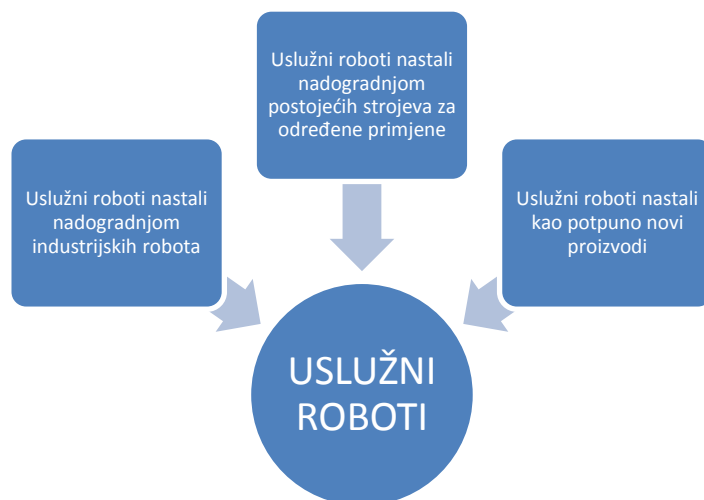 Uslužni roboti nastali
nadogradnjom
postojećih strojeva za
određene primjene
Uslužni roboti nastali
nadogradnjom
industrijskih robota
Uslužni roboti nastali
kao potpuno novi
proizvodi
USLUŽNI
ROBOTI